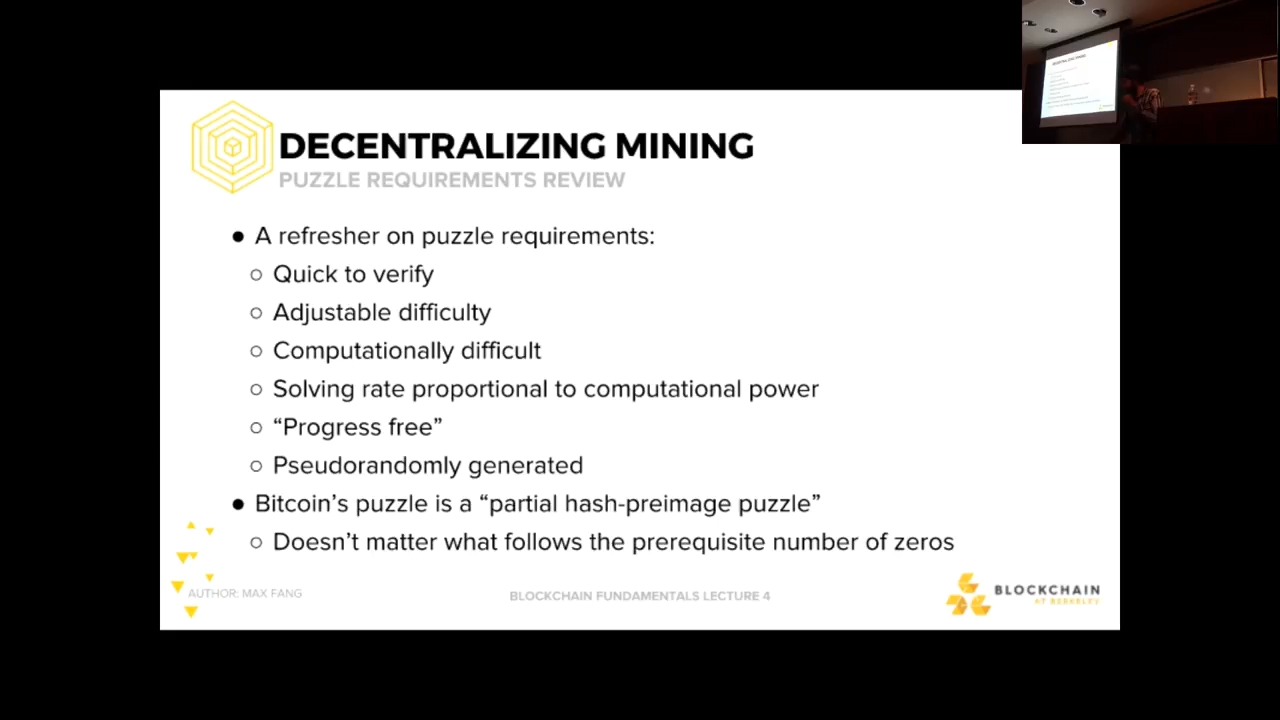 DECENTRALIZING MINING
PUZZLE REQUIREMENTS REVIEW
● A refresher on puzzle requirements:
○ Quick to verify
○ Adjustable difficulty
○ Computationally difficult
○ Solving rate proportional to computational power
○ “Progress free”
○ Pseudorandomly generated
● Bitcoin’s puzzle is a “partial hash-preimage puzzle”
○ Doesn’t matter what follows the prerequisite number of zeros
AUTHOR: MAX FANG
BLOCKCHAIN FUNDAMENTALS LECTURE 4
BLOCKCHAIN
AT BERKELEY
DECENTRALIZING MINING